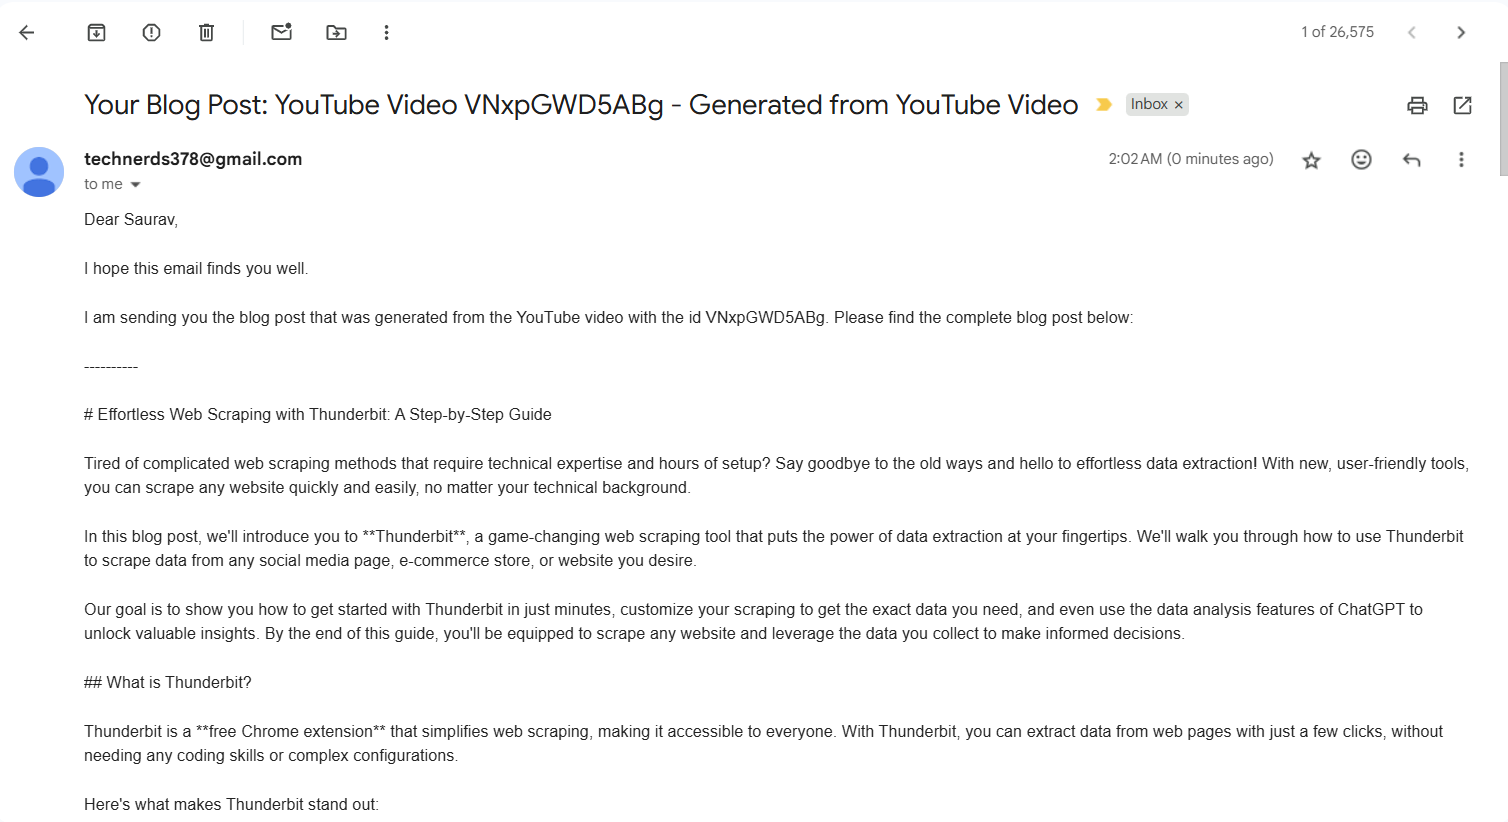 1 of 26,575
Your Blog Post: YouTube Video VNxpGWD5ABg - Generated from YouTube Video
Inbox ×
technerds378@gmail.com
2:02 AM (0 minutes ago)
to me
Dear Saurav,
I hope this email finds you well.
I am sending you the blog post that was generated from the YouTube video with the id VNxpGWD5ABg. Please find the complete blog post below:
----------
# Effortless Web Scraping with Thunderbit: A Step-by-Step Guide
Tired of complicated web scraping methods that require technical expertise and hours of setup? Say goodbye to the old ways and hello to effortless data extraction! With new, user-friendly tools,
you can scrape any website quickly and easily, no matter your technical background.
In this blog post, we'll introduce you to **Thunderbit**, a game-changing web scraping tool that puts the power of data extraction at your fingertips. We'll walk you through how to use Thunderbit
to scrape data from any social media page, e-commerce store, or website you desire.
Our goal is to show you how to get started with Thunderbit in just minutes, customize your scraping to get the exact data you need, and even use the data analysis features of ChatGPT to
unlock valuable insights. By the end of this guide, you'll be equipped to scrape any website and leverage the data you collect to make informed decisions.
## What is Thunderbit?
Thunderbit is a **free Chrome extension** that simplifies web scraping, making it accessible to everyone. With Thunderbit, you can extract data from web pages with just a few clicks, without
needing any coding skills or complex configurations.
Here's what makes Thunderbit stand out: